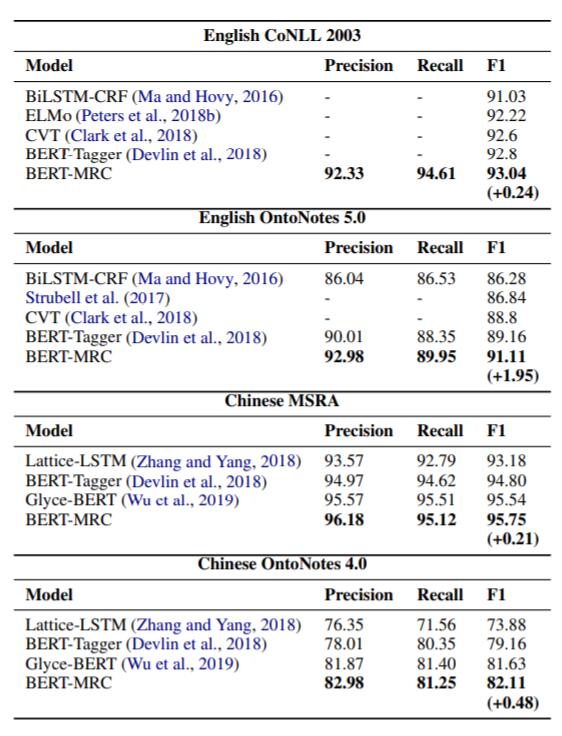 English CoNLL 2003
Model Precision Recall F1
BiLSTM-CRF (Ma and Hovy, 2016) - - 91.03
ELMo (Peters et al., 2018b) - - 92.22
CVT (Clark et al., 2018) - - 92.6
BERT-Tagger (Devlin et al., 2018) - - 92.8
BERT-MRC 92.33 94.61 93.04
(+0.24)
English OntoNotes 5.0
Model Precision Recall F1
BiLSTM-CRF (Ma and Hovy, 2016) 86.04 86.53 86.28
Strubell et al. (2017) - - 86.84
CVT (Clark et al., 2018) - - 88.8
BERT-Tagger (Devlin et al., 2018) 90.01 88.35 89.16
BERT-MRC 92.98 89.95 91.11
(+1.95)
Chinese MSRA
Model Precision Recall F1
Lattice-LSTM (Zhang and Yang, 2018) 93.57 92.79 93.18
BERT-Tagger (Devlin et al., 2018) 94.97 94.62 94.80
Glyce-BERT (Wu et al., 2019) 95.57 95.51 95.54
BERT-MRC 96.18 95.12 95.75
(+0.21)
Chinese OntoNotes 4.0
Model Precision Recall F1
Lattice-LSTM (Zhang and Yang, 2018) 76.35 71.56 73.88
BERT-Tagger (Devlin et al., 2018) 78.01 80.35 79.16
Glyce-BERT (Wu et al., 2019) 81.87 81.40 81.63
BERT-MRC 82.98 81.25 82.11
(+0.48)